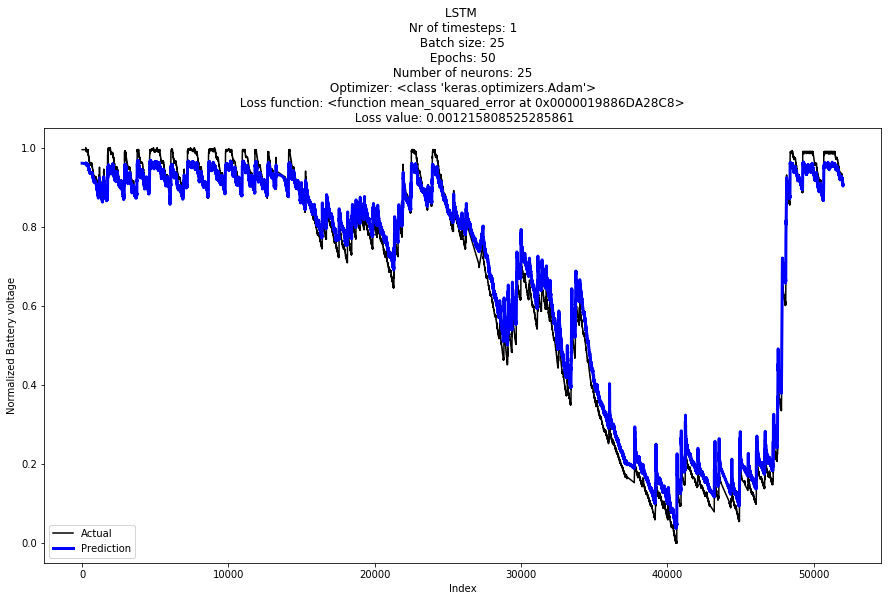 LSTM
Nr of timesteps: 1
Batch size: 25
Epochs: 50
Number of neurons: 25
Optimizer: <class 'keras.optimizers.Adam'>
Loss function: <function mean_squared_error at 0x0000019886DA28C8>
Loss value: 0.001215808525285861
1.0
0.8
0.6
0.4
0.2
0.0
Normalized Battery voltage
Actual
Prediction
0 10000 20000 30000 40000 50000
Index